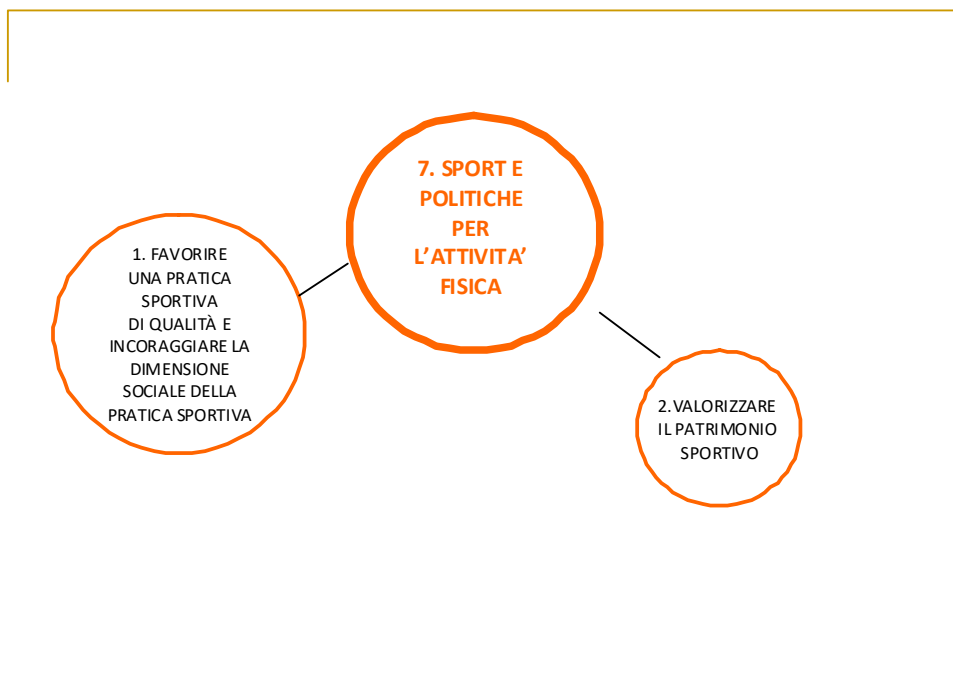 7. SPORT E
POLITICHE
PER
L’ATTIVITA’
FISICA
1. FAVORIRE
UNA PRATICA
SPORTIVA
DI QUALITÀ E
INCORAGGIARE LA
DIMENSIONE
SOCIALE DELLA
PRATICA SPORTIVA
2.VALORIZZARE
IL PATRIMONIO
SPORTIVO